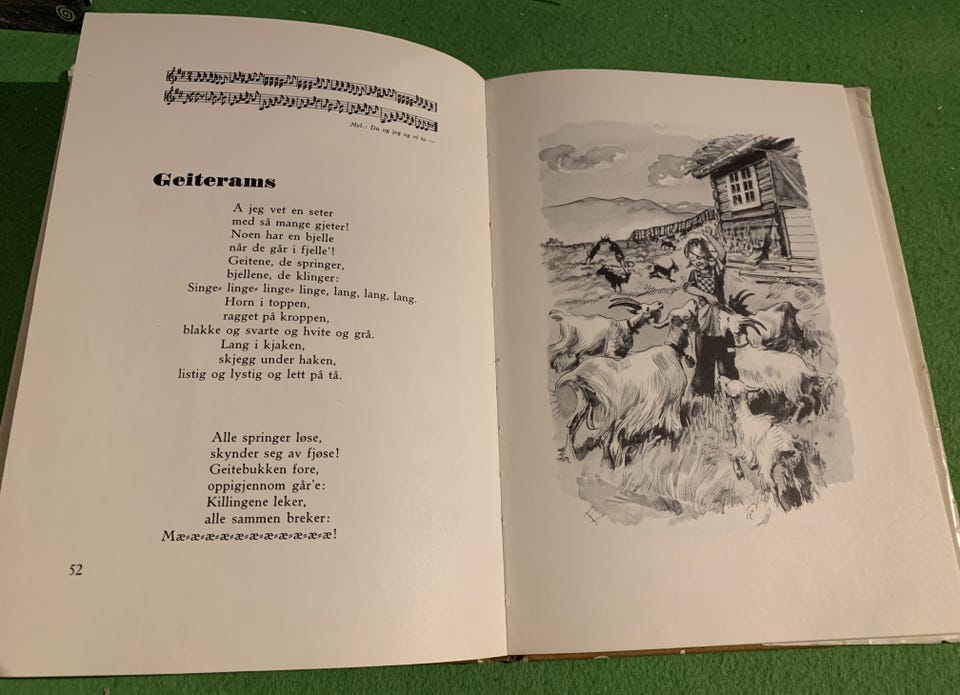 Mel.: Du og jeg og vi to —
Geiterams
Å jeg vet en seter
med så mange gjeter!
Noen har en bjelle
når de går i fjelle'!
Geitene, de springer,
bjellene, de klinger:
Singe- linge- linge- linge, lang, lang, lang.
Horn i toppen,
ragget på kroppen,
blakke og svarte og hvite og grå.
Lang i kjaken,
skjegg under haken,
listig og lystig og lett på tå.
Alle springer løse,
skynder seg av fjøse!
Geitebukken fore,
oppigjennom går'e:
Killingene leker,
alle sammen breker:
Mæ-æ-æ-æ-æ-æ-æ-æ-æ-æ-æ!
52